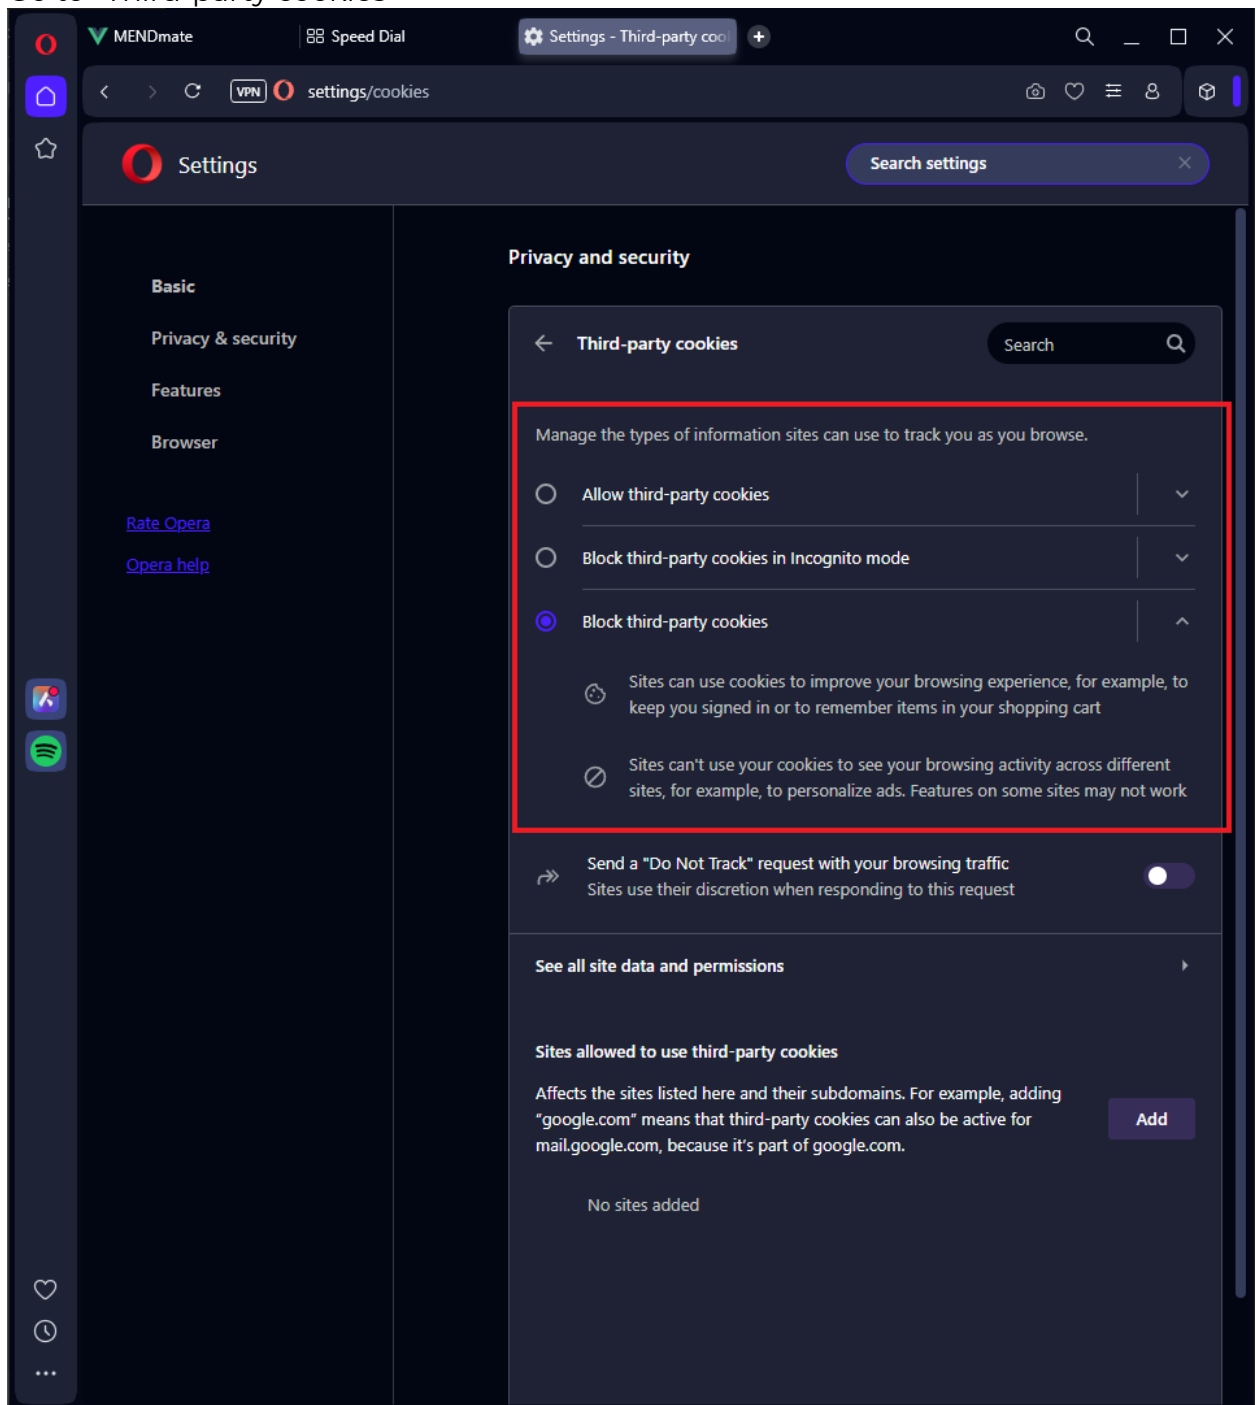 Go to "Third-party cookies"
MENDmate
Speed Dial
Settings - Third-party coo
VPN
settings/cookies
Settings
Search settings
Basic
Privacy & security
Features
Browser
Rate Opera
Opera help
Privacy and security
Third-party cookies
Search
Manage the types of information sites can use to track you as you browse.
Allow third-party cookies
Block third-party cookies in Incognito mode
Block third-party cookies
Sites can use cookies to improve your browsing experience, for example, to
keep you signed in or to remember items in your shopping cart
Sites can't use your cookies to see your browsing activity across different
sites, for example, to personalize ads. Features on some sites may not work
Send a "Do Not Track" request with your browsing traffic
Sites use their discretion when responding to this request
See all site data and permissions
Sites allowed to use third-party cookies
Affects the sites listed here and their subdomains. For example, adding
“google.com” means that third-party cookies can also be active for
mail.google.com, because it’s part of google.com.
Add
No sites added